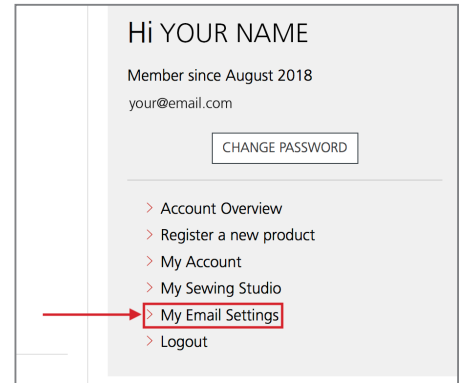 Hi YOUR NAME
Member since August 2018
your@email.com
CHANGE PASSWORD
> Account Overview
> Register a new product
> My Account
> My Sewing Studio
> My Email Settings
> Logout